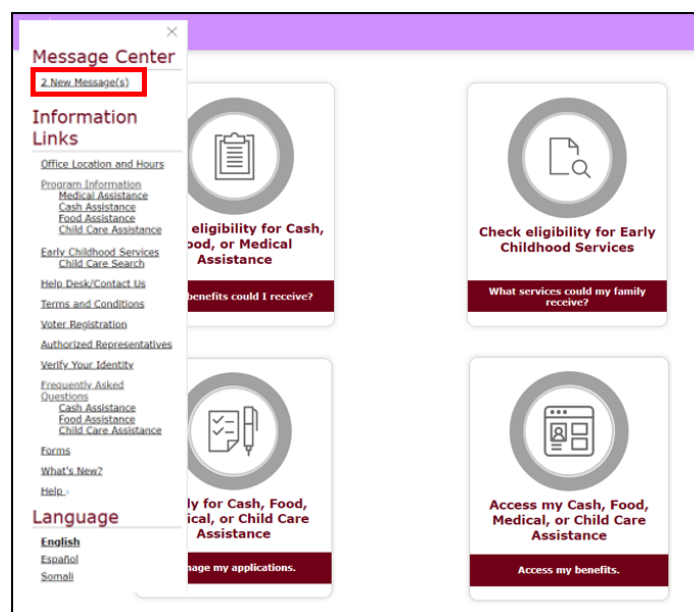 Message Center
2 New Message(s)
Information
Links
Office Location and Hours
Program Information
Medical Assistance
Cash Assistance
Food Assistance
Child Care Assistance
Early Childhood Services
Child Care Search
Help Desk/Contact Us
Terms and Conditions
Voter Registration
Authorized Representatives
Verify Your Identity
Frequently Asked
Questions
Cash Assistance
Food Assistance
Child Care Assistance
Forms
What's New?
Help
Language
English
Español
Somali
eligibility for Cash,
ood, or Medical
Assistance
benefits could I receive?
Check eligibility for Early
Childhood Services
What services could my family
receive?
ly for Cash, Food,
ical, or Child Care
Assistance
nage my applications.
Access my Cash, Food,
Medical, or Child Care
Assistance
Access my benefits.